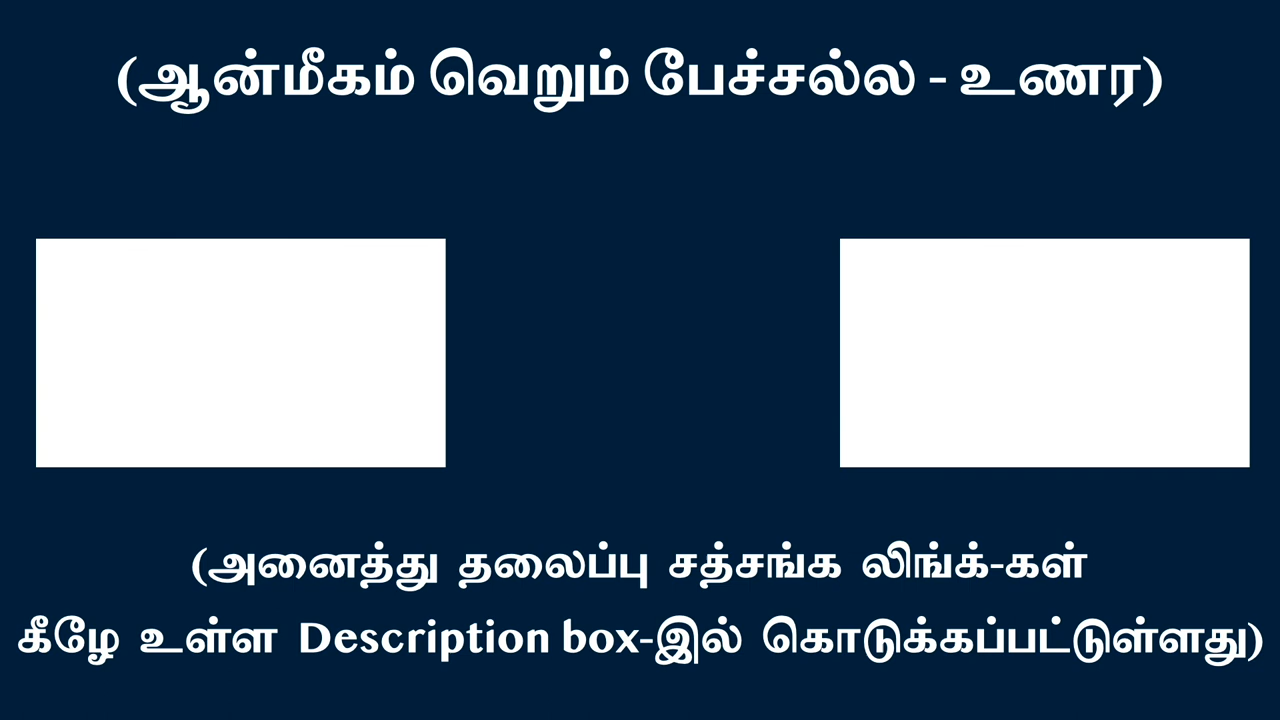 (ஆன்மீகம் வெறும் பேச்சல்ல - உணர)
(அனைத்து தலைப்பு சத்சங்க லிங்க்-கள்
கீழே உள்ள Description box-இல் கொடுக்கப்பட்டுள்ளது)